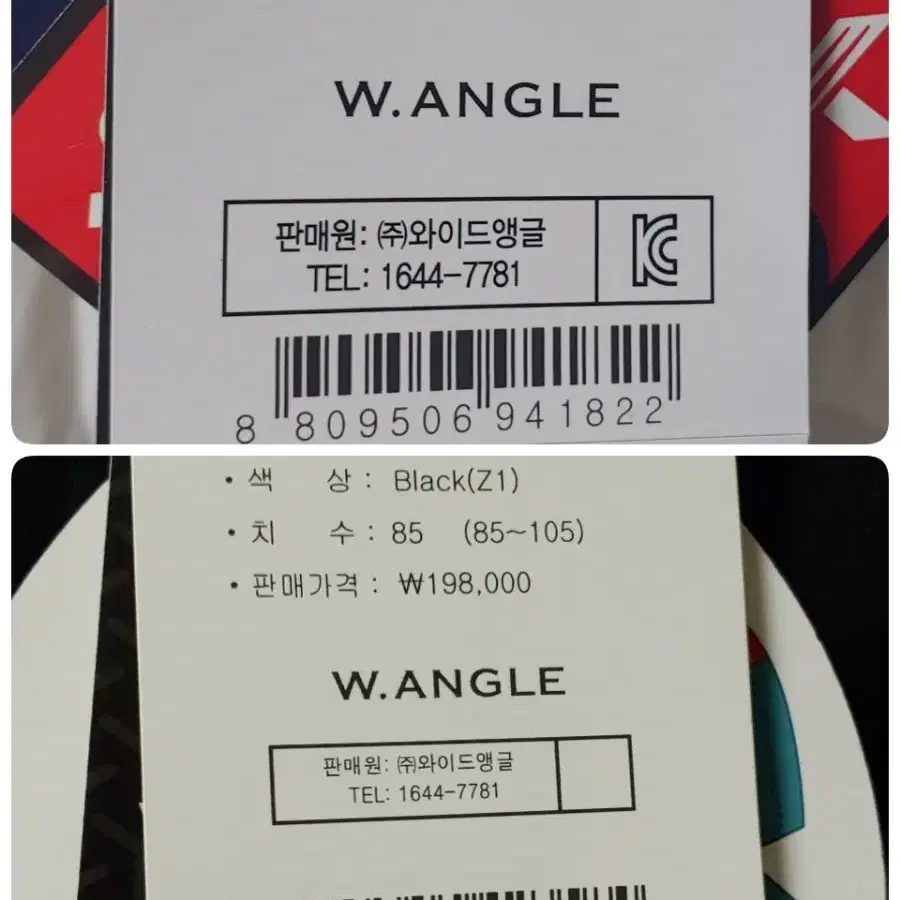 W.ANGLE
판매원: ㈜와이드앵글
TEL: 1644-7781
8 809506 941822
• 색 상 : Black(Z1)
• 치 수 : 85 (85~105)
• 판매가격 : ₩198,000
W.ANGLE
판매원: ㈜와이드앵글
TEL: 1644-7781